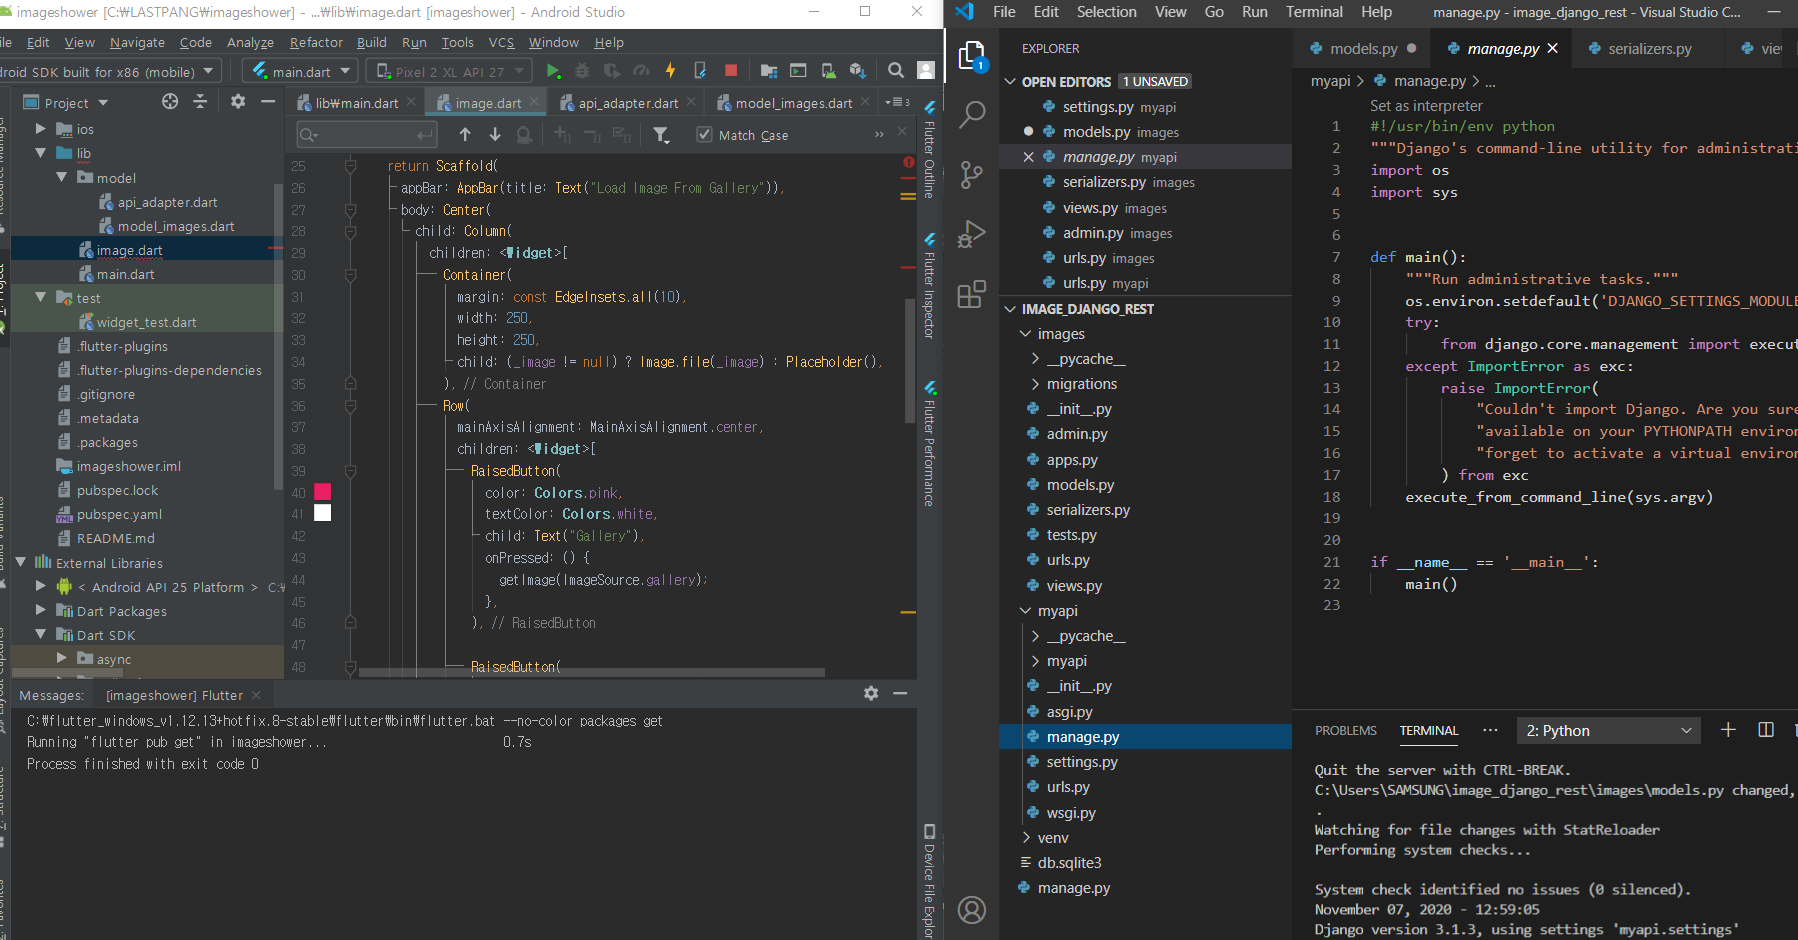 imageshower [C:₩LASTPANG₩imageshower] - ...₩lib₩image.dart [imageshower] - Android Studio
Edit View Navigate Code Analyze Refactor Build Run Tools VCS Window Help
SDK built for x86 (mobile) main.dart Pixel 2 XL API 27
Project
ios
lib
model
api_adapter.dart
model_images.dart
image.dart
main.dart
test
widget_test.dart
.flutter-plugins
.flutter-plugins-dependencies
.gitignore
.metadata
.packages
imageshower.iml
pubspec.lock
pubspec.yaml
README.md
External Libraries
< Android API 25 Platform > C:₩
Dart Packages
Dart SDK
async
lib₩main.dart image.dart api_adapter.dart model_images.dart
Match Case
25 return Scaffold(
26 appBar: AppBar(title: Text("Load Image From Gallery")),
27 body: Center(
28 child: Column(
29 children: <Widget>[
30 Container(
31 margin: const EdgeInsets.all(10),
32 width: 250,
33 height: 250,
34 child: (_image != null) ? Image.file(_image) : Placeholder(),
35 ), // Container
36 Row(
37 mainAxisAlignment: MainAxisAlignment.center,
38 children: <Widget>[
39 RaisedButton(
40 color: Colors.pink,
41 textColor: Colors.white,
42 child: Text("Gallery"),
43 onPressed: () {
44 getImage(ImageSource.gallery);
45 },
46 ), // RaisedButton
47
48 RaisedButton(
Flutter Outline
Flutter Inspector
Flutter Performance
Device File Explor
Messages: [imageshower] Flutter
C:₩flutter_windows_v1.12.13+hotfix.8-stable₩flutter₩bin₩flutter.bat --no-color packages get
Running "flutter pub get" in imageshower... 0.7s
Process finished with exit code 0
File Edit Selection View Go Run Terminal Help manage.py - image_django_rest - Visual Studio C...
EXPLORER
OPEN EDITORS 1 UNSAVED
settings.py myapi
models.py images
manage.py myapi
serializers.py images
views.py images
admin.py images
urls.py images
urls.py myapi
IMAGE_DJANGO_REST
images
__pycache__
migrations
__init__.py
admin.py
apps.py
models.py
serializers.py
tests.py
urls.py
views.py
myapi
__pycache__
myapi
__init__.py
asgi.py
manage.py
settings.py
urls.py
wsgi.py
venv
db.sqlite3
manage.py
1
models.py manage.py serializers.py vie
myapi > manage.py > ...
Set as interpreter
1 #!/usr/bin/env python
2 """Django's command-line utility for administrati
3 import os
4 import sys
5
6
7 def main():
8 """Run administrative tasks."""
9 os.environ.setdefault('DJANGO_SETTINGS_MODULE
10 try:
11 from django.core.management import execut
12 except ImportError as exc:
13 raise ImportError(
14 "Couldn't import Django. Are you sure
15 "available on your PYTHONPATH environ
16 "forget to activate a virtual environ
17 ) from exc
18 execute_from_command_line(sys.argv)
19
20
21 if __name__ == '__main__':
22 main()
23
PROBLEMS TERMINAL ... 2: Python
Quit the server with CTRL-BREAK.
C:\Users\SAMSUNG\image_django_rest\images\models.py changed,
.
Watching for file changes with StatReloader
Performing system checks...
System check identified no issues (0 silenced).
November 07, 2020 - 12:59:05
Django version 3.1.3, using settings 'myapi.settings'